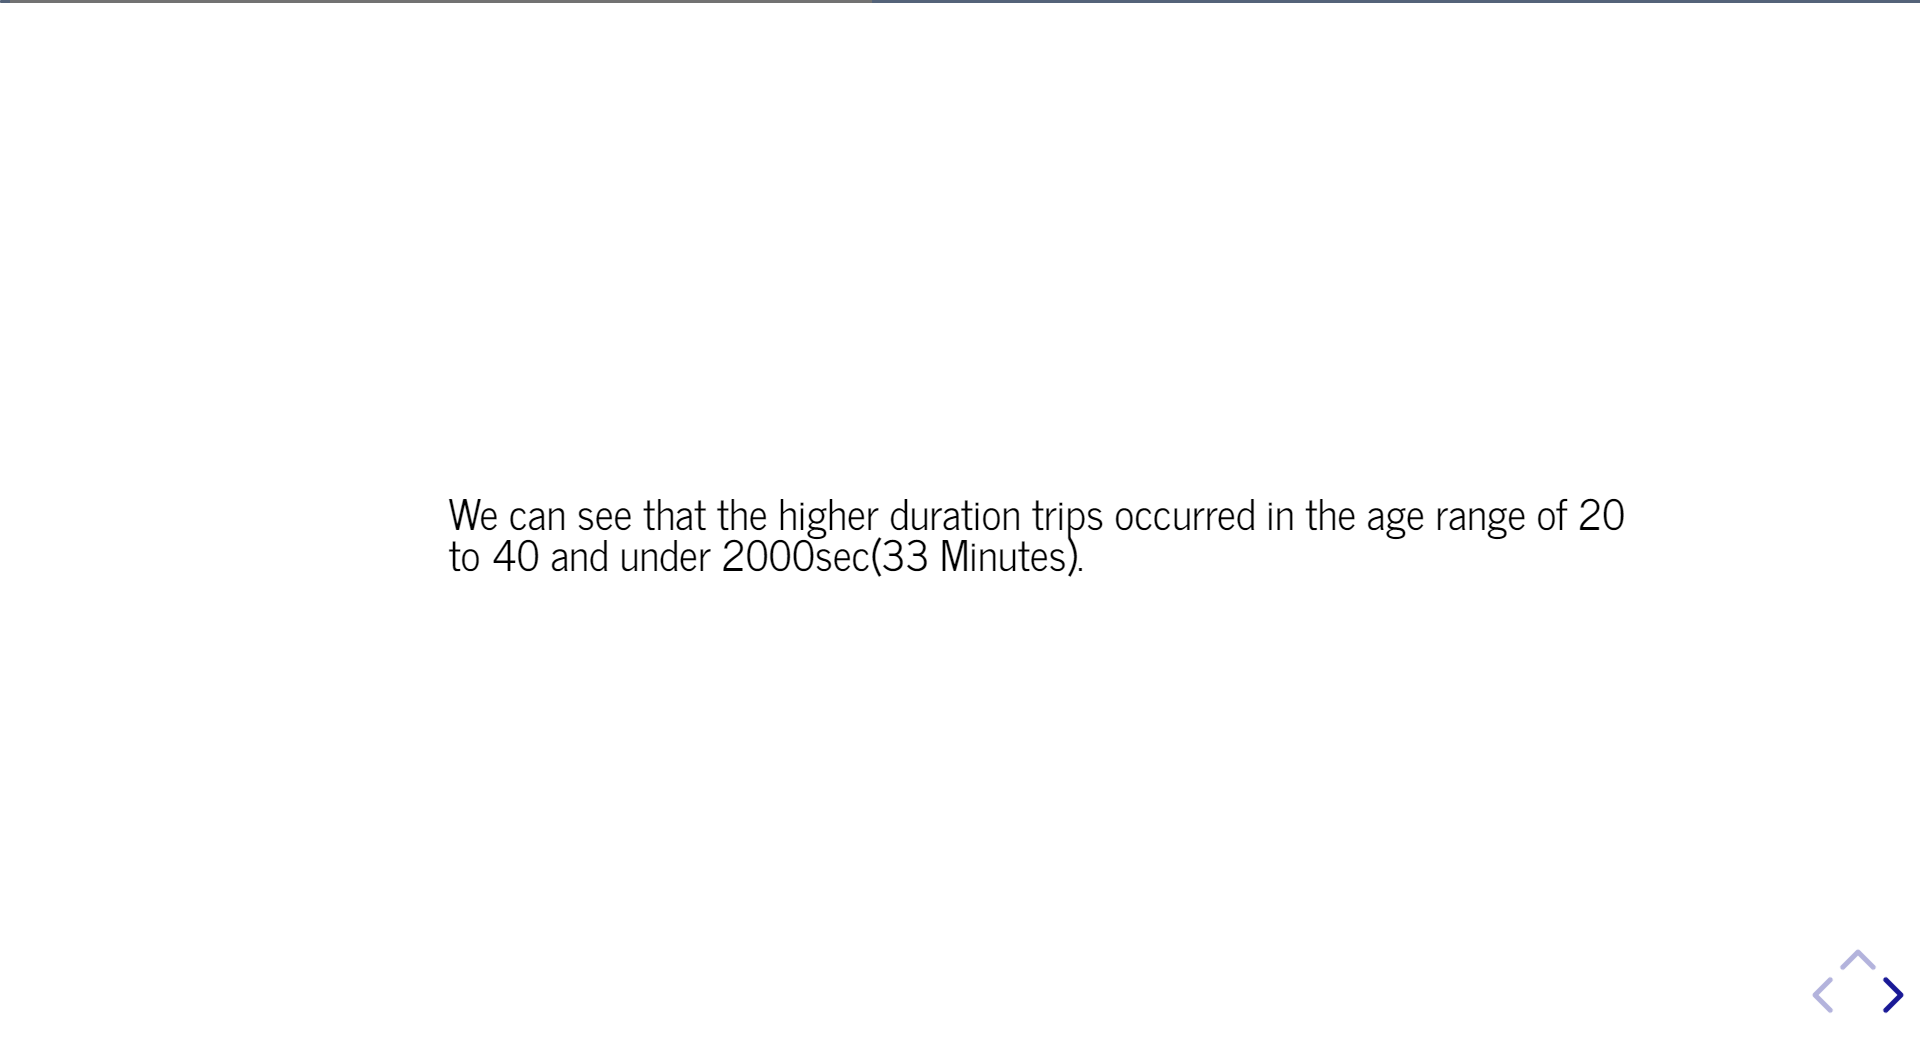 We can see that the higher duration trips occurred in the age range of 20
to 40 and under 2000sec(33 Minutes).